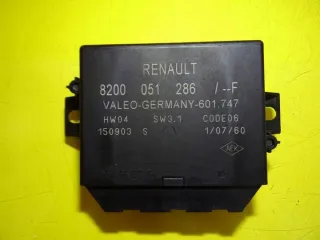 RENAULT
8200 051 286 /--F
VALEO-GERMANY-601.747
HW04 SW3.1 CODE06
150903 S 1/07/60